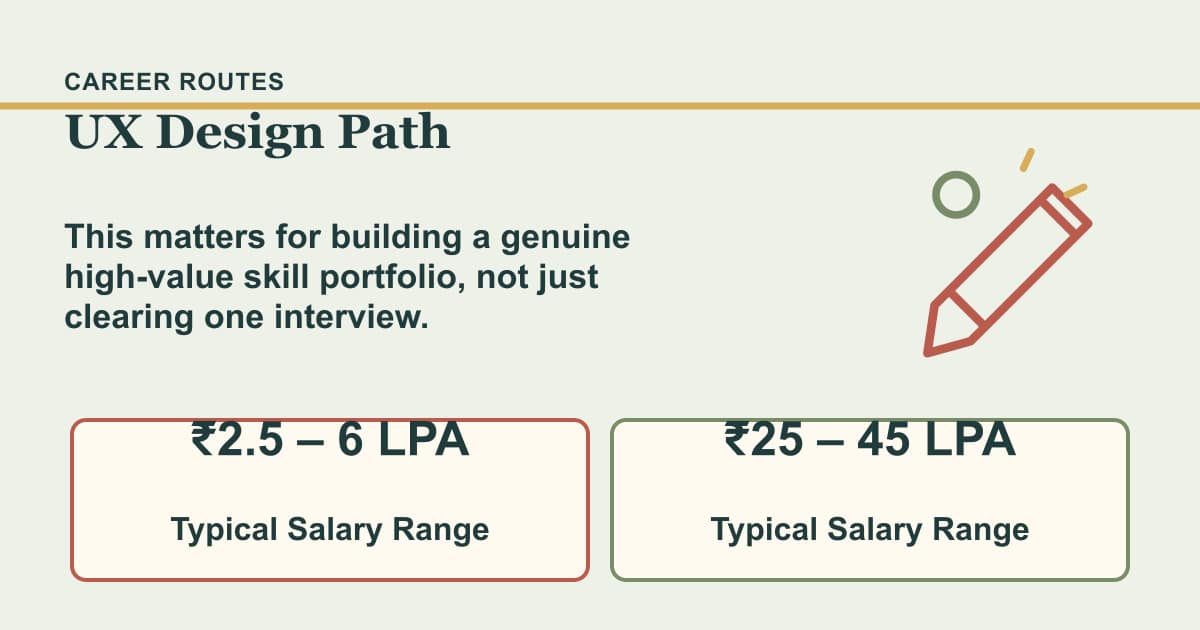 CAREER ROUTES
UX Design Path
This matters for building a genuine
high-value skill portfolio, not just
clearing one interview.
₹2.5 – 6 LPA
Typical Salary Range
₹25 – 45 LPA
Typical Salary Range